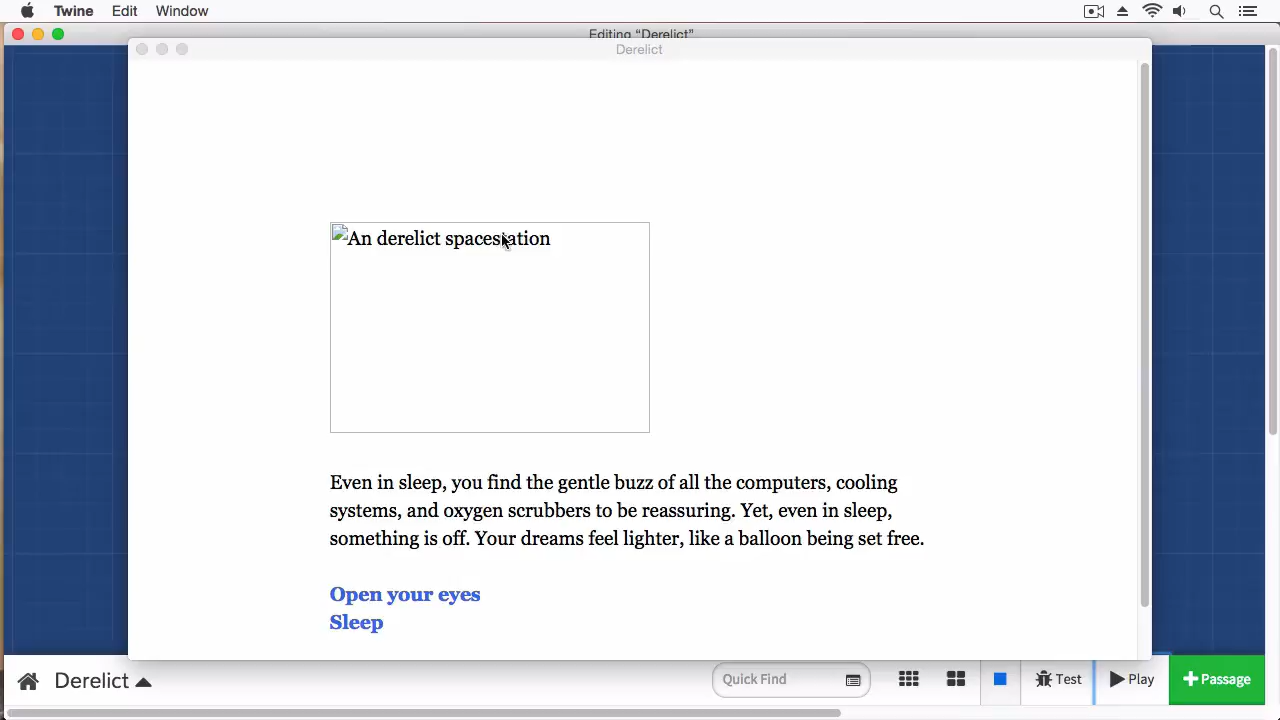 Twine Edit Window
Editing “Derelict”
Derelict
An derelict spacestation
Even in sleep, you find the gentle buzz of all the computers, cooling
systems, and oxygen scrubbers to be reassuring. Yet, even in sleep,
something is off. Your dreams feel lighter, like a balloon being set free.
Open your eyes
Sleep
Derelict
Quick Find
Test
Play
+Passage